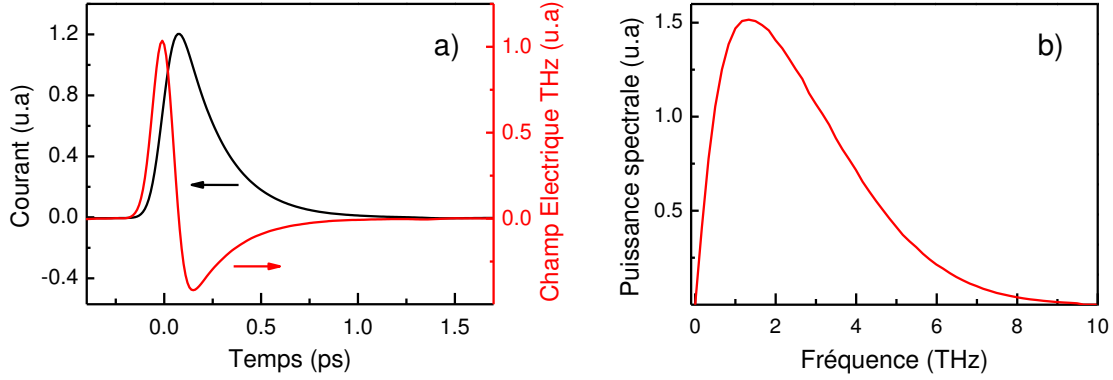 a)
Courant (u.a)
1.2
0.8
0.4
0.0
-0.4
0.0 0.5 1.0 1.5
Temps (ps)
1.0
0.5
0.0
Champ Electrique THz (u.a)
b)
Puissance spectrale (u.a)
1.5
1.0
0.5
0 2 4 6 8 10
Fréquence (THz)